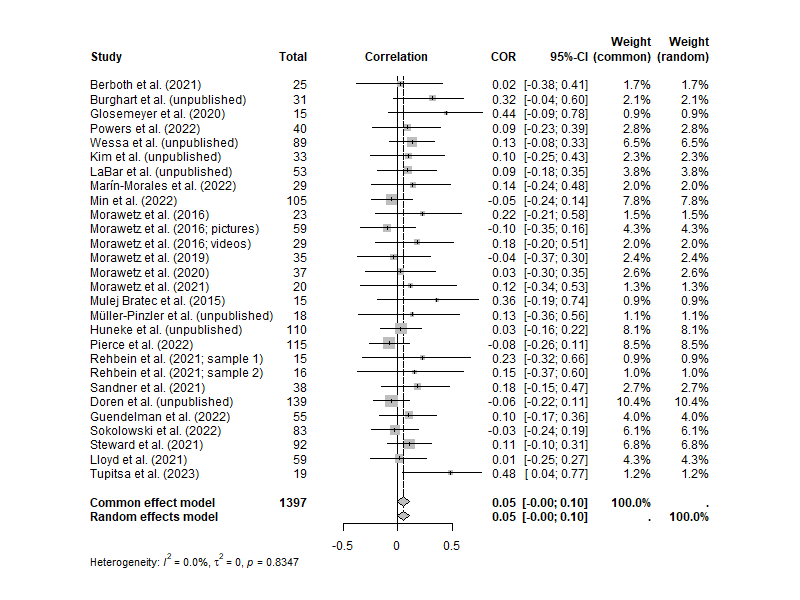 Weight Weight
Study Total Correlation COR 95%-CI (common) (random)
Berboth et al. (2021) 25 0.02 [-0.38; 0.41] 1.7% 1.7%
Burghart et al. (unpublished) 31 0.32 [-0.04; 0.60] 2.1% 2.1%
Glosemeyer et al. (2020) 15 0.44 [-0.09; 0.78] 0.9% 0.9%
Powers et al. (2022) 40 0.09 [-0.23; 0.39] 2.8% 2.8%
Wessa et al. (unpublished) 89 0.13 [-0.08; 0.33] 6.5% 6.5%
Kim et al. (unpublished) 33 0.10 [-0.25; 0.43] 2.3% 2.3%
LaBar et al. (unpublished) 53 0.09 [-0.18; 0.35] 3.8% 3.8%
Marín-Morales et al. (2022) 29 0.14 [-0.24; 0.48] 2.0% 2.0%
Min et al. (2022) 105 -0.05 [-0.24; 0.14] 7.8% 7.8%
Morawetz et al. (2016) 23 0.22 [-0.21; 0.58] 1.5% 1.5%
Morawetz et al. (2016; pictures) 59 -0.10 [-0.35; 0.16] 4.3% 4.3%
Morawetz et al. (2016; videos) 29 0.18 [-0.20; 0.51] 2.0% 2.0%
Morawetz et al. (2019) 35 -0.04 [-0.37; 0.30] 2.4% 2.4%
Morawetz et al. (2020) 37 0.03 [-0.30; 0.35] 2.6% 2.6%
Morawetz et al. (2021) 20 0.12 [-0.34; 0.53] 1.3% 1.3%
Mulej Bratec et al. (2015) 15 0.36 [-0.19; 0.74] 0.9% 0.9%
Müller-Pinzler et al. (unpublished) 18 0.13 [-0.36; 0.56] 1.1% 1.1%
Huneke et al. (unpublished) 110 0.03 [-0.16; 0.22] 8.1% 8.1%
Pierce et al. (2022) 115 -0.08 [-0.26; 0.11] 8.5% 8.5%
Rehbein et al. (2021; sample 1) 15 0.23 [-0.32; 0.66] 0.9% 0.9%
Rehbein et al. (2021; sample 2) 16 0.15 [-0.37; 0.60] 1.0% 1.0%
Sandner et al. (2021) 38 0.18 [-0.15; 0.47] 2.7% 2.7%
Doren et al. (unpublished) 139 -0.06 [-0.22; 0.11] 10.4% 10.4%
Guendelman et al. (2022) 55 0.10 [-0.17; 0.36] 4.0% 4.0%
Sokolowski et al. (2022) 83 -0.03 [-0.24; 0.19] 6.1% 6.1%
Steward et al. (2021) 92 0.11 [-0.10; 0.31] 6.8% 6.8%
Lloyd et al. (2021) 59 0.01 [-0.25; 0.27] 4.3% 4.3%
Tupitsa et al. (2023) 19 0.48 [ 0.04; 0.77] 1.2% 1.2%
Common effect model 1397 0.05 [-0.00; 0.10] 100.0% .
Random effects model 0.05 [-0.00; 0.10] . 100.0%
-0.5 0 0.5
Heterogeneity: I² = 0.0%, τ² = 0, p = 0.8347